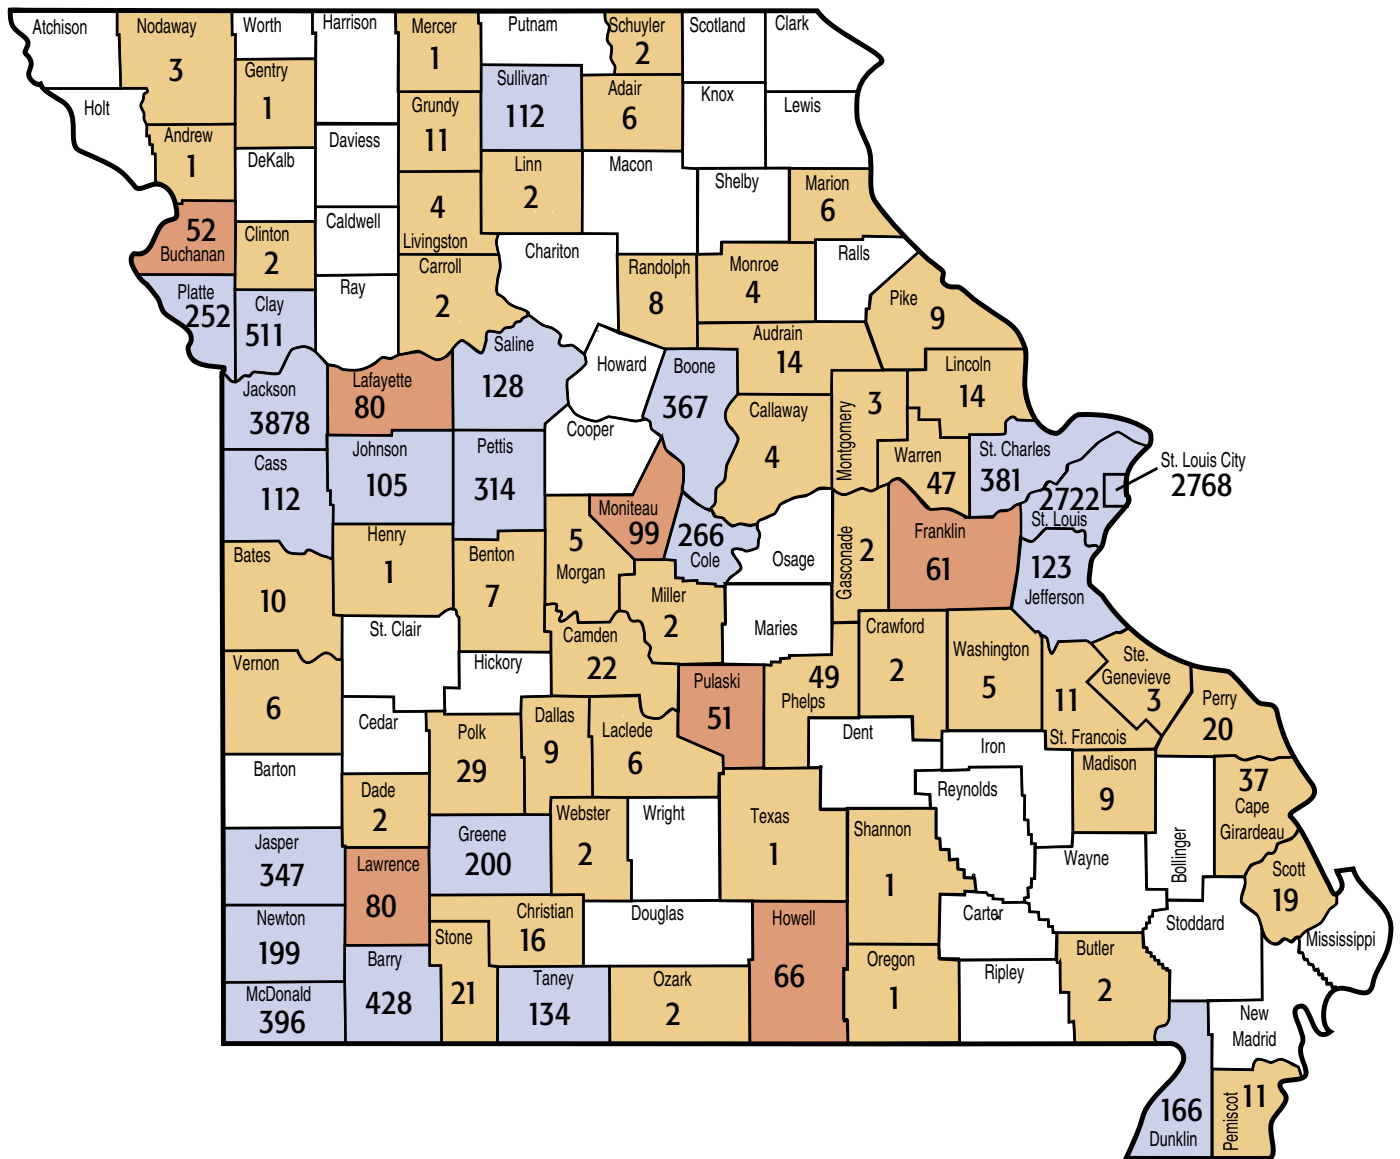 Atchison
Nodaway
3
Worth
Harrison
Mercer
1
Putnam
Schuyler
2
Scotland
Clark
Holt
Gentry
1
Sullivan
112
Adair
6
Knox
Lewis
Andrew
1
DeKalb
Daviess
Grundy
11
Linn
2
Macon
Shelby
Marion
6
52
Buchanan
Clinton
2
Caldwell
4
Livingston
Chariton
Randolph
8
Monroe
4
Ralls
Platte
252
Clay
511
Ray
Carroll
2
Pike
9
Audrain
14
Saline
128
Howard
Boone
367
Lincoln
14
Jackson
3878
Lafayette
80
Callaway
4
Montgomery
3
Cooper
Warren
47
St. Charles
381
St. Louis City
2768
2722
St. Louis
Cass
112
Johnson
105
Pettis
314
Moniteau
99
266
Cole
Osage
Gasconade
2
Franklin
61
123
Jefferson
Bates
10
Henry
1
Benton
7
5
Morgan
Miller
2
Maries
St. Clair
Camden
22
Crawford
2
Washington
5
Ste.
Genevieve
3
Vernon
6
Hickory
Pulaski
51
49
Phelps
11
St. Francois
Perry
20
Cedar
Polk
29
Dallas
9
Laclede
6
Dent
Iron
Madison
9
Barton
Dade
2
Reynolds
Bollinger
37
Cape
Girardeau
Jasper
347
Greene
200
Webster
2
Wright
Texas
1
Shannon
1
Wayne
Lawrence
80
Scott
19
Newton
199
Christian
16
Douglas
Howell
66
Carter
Stoddard
Mississippi
Stone
21
Barry
428
McDonald
396
Taney
134
Ozark
2
Oregon
1
Ripley
Butler
2
New
Madrid
166
Dunklin
Pemiscot
11